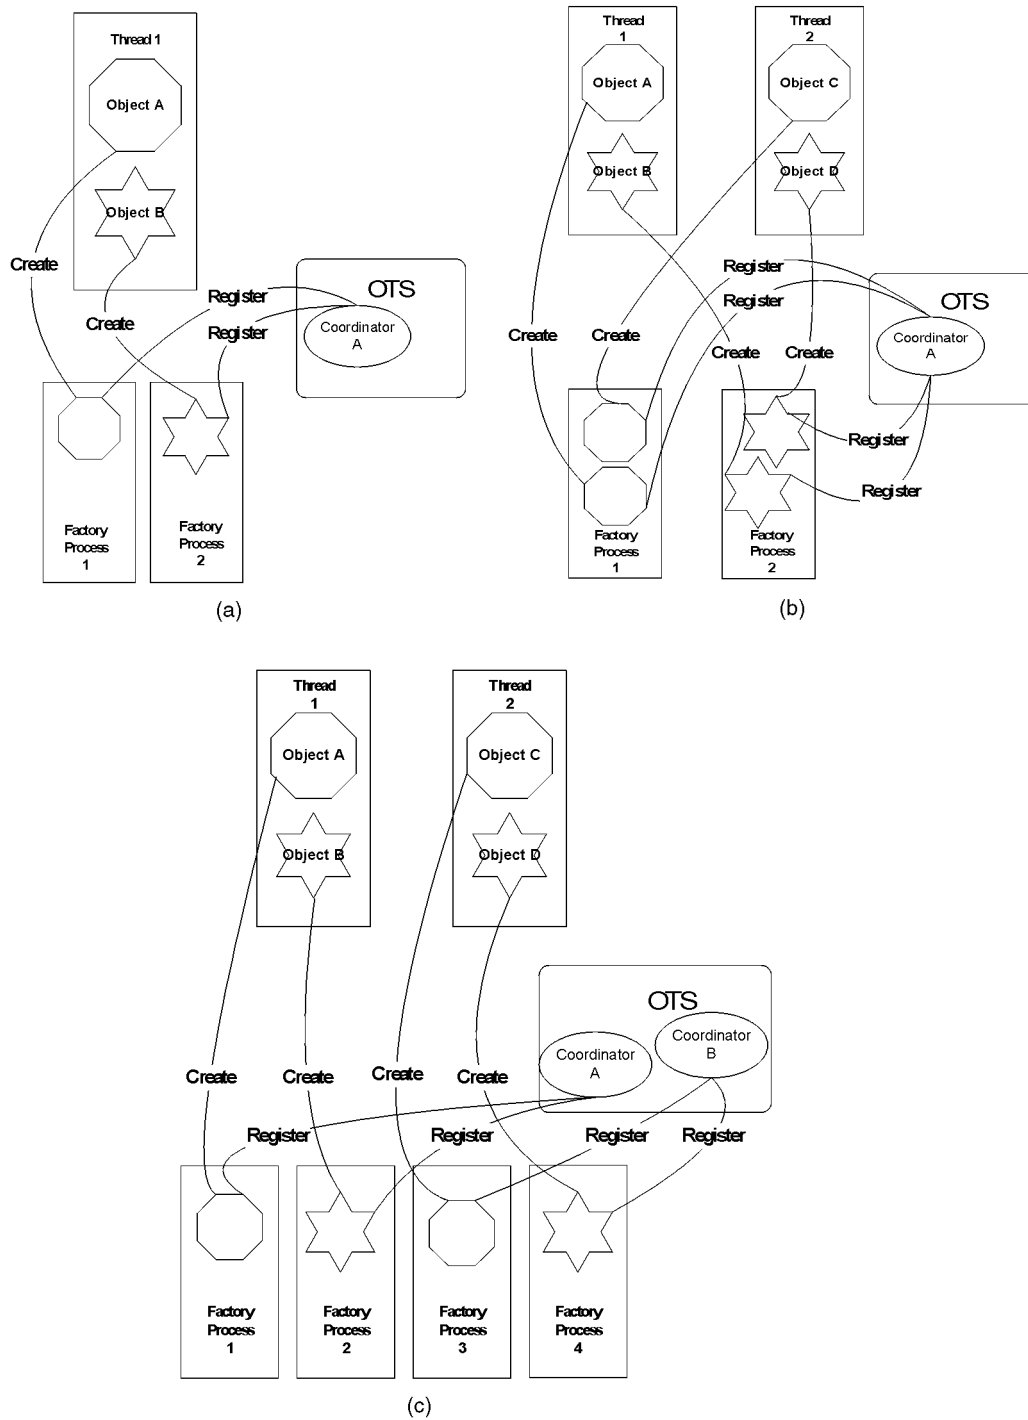 Thread 1
Object A
Object B
Create
Create
Register
Register
OTS
Coordinator
A
Factory
Process
1
Factory
Process
2
(a)
Thread
1
Object A
Object B
Thread
2
Object C
Object D
Register
Register
OTS
Coordinator
A
Create
Create
Create
Create
Register
Register
Factory
Process
1
Factory
Process
2
(b)
Thread
1
Object A
Object B
Thread
2
Object C
Object D
OTS
Coordinator
A
Coordinator
B
Create
Create
Create
Create
Register
Register
Register
Register
Factory
Process
1
Factory
Process
2
Factory
Process
3
Factory
Process
4
(c)